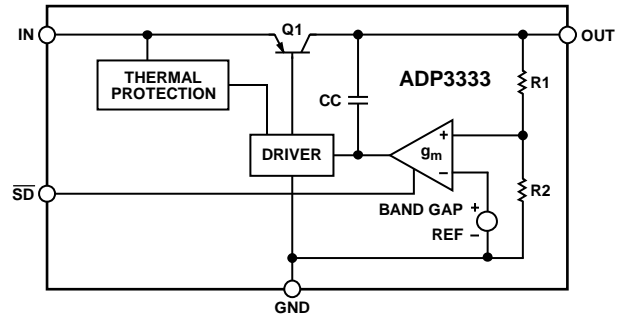 Q1
IN
OUT
THERMAL
PROTECTION
CC
ADP3333
R1
DRIVER
+
gm
−
SD
R2
BAND GAP +
REF −
GND